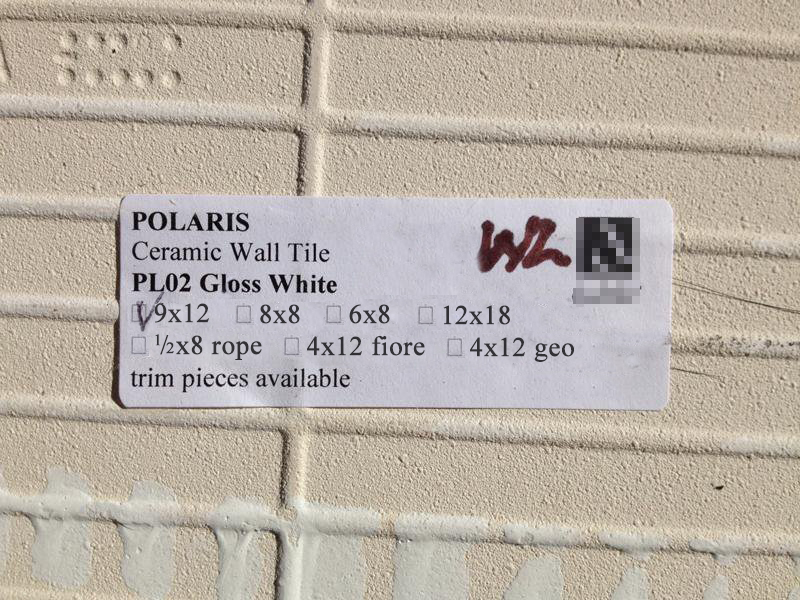 POLARIS
Ceramic Wall Tile
W2
PL02 Gloss White
☑ 9x12 ☐ 8x8 ☐ 6x8 ☐ 12x18
☐ ½x8 rope ☐ 4x12 fiore ☐ 4x12 geo
trim pieces available